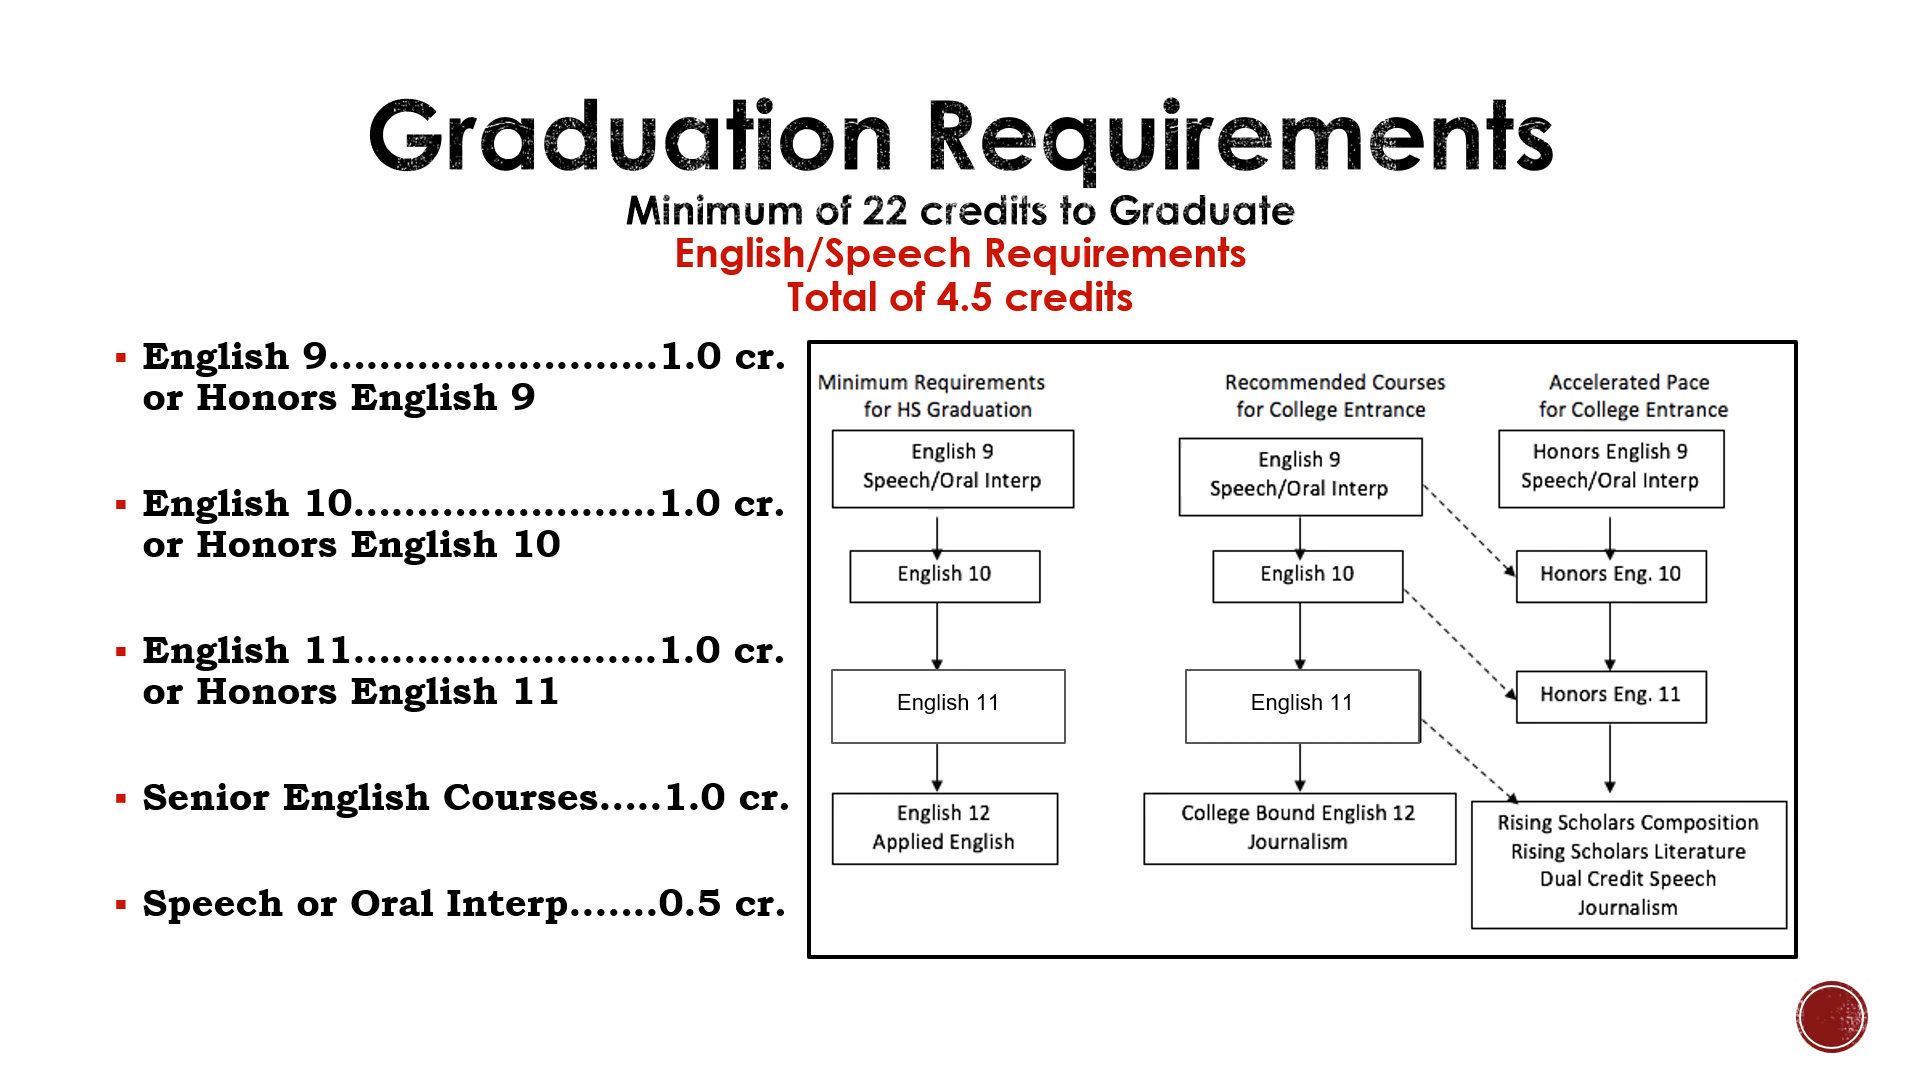 Graduation Requirements
Minimum of 22 credits to Graduate
English/Speech Requirements
Total of 4.5 credits
▪ English 9..........................1.0 cr.
or Honors English 9
▪ English 10........................1.0 cr.
or Honors English 10
▪ English 11........................1.0 cr.
or Honors English 11
▪ Senior English Courses.....1.0 cr.
▪ Speech or Oral Interp.......0.5 cr.
Minimum Requirements
for HS Graduation
English 9
Speech/Oral Interp
English 10
English 11
English 12
Applied English
Recommended Courses
for College Entrance
English 9
Speech/Oral Interp
English 10
English 11
College Bound English 12
Journalism
Accelerated Pace
for College Entrance
Honors English 9
Speech/Oral Interp
Honors Eng. 10
Honors Eng. 11
Rising Scholars Composition
Rising Scholars Literature
Dual Credit Speech
Journalism